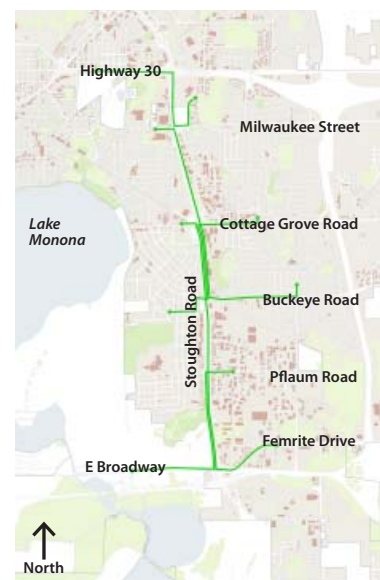 Highway 30
Milwaukee Street
Lake
Monona
Cottage Grove Road
Stoughton Road
Buckeye Road
Pflaum Road
Femrite Drive
E Broadway
North